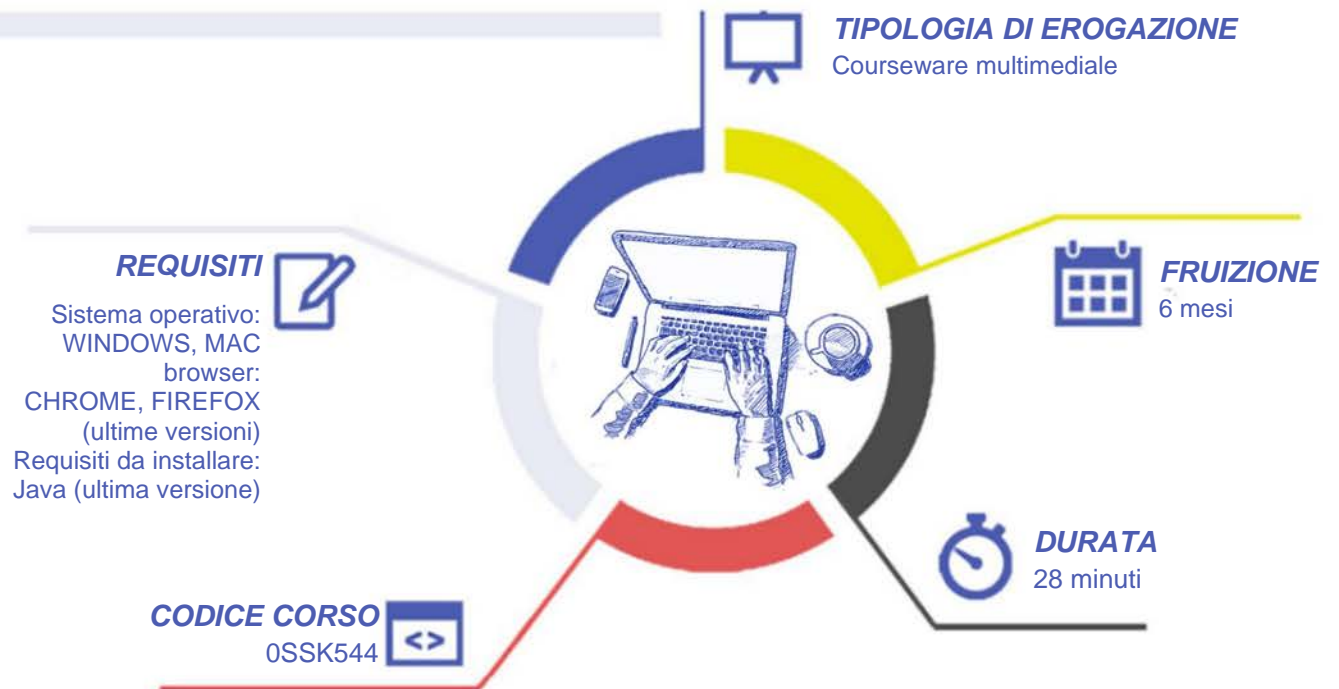 TIPOLOGIA DI EROGAZIONE
Courseware multimediale
REQUISITI
Sistema operativo:
WINDOWS, MAC
browser:
CHROME, FIREFOX
(ultime versioni)
Requisiti da installare:
Java (ultima versione)
FRUIZIONE
6 mesi
DURATA
28 minuti
CODICE CORSO
0SSK544
<>